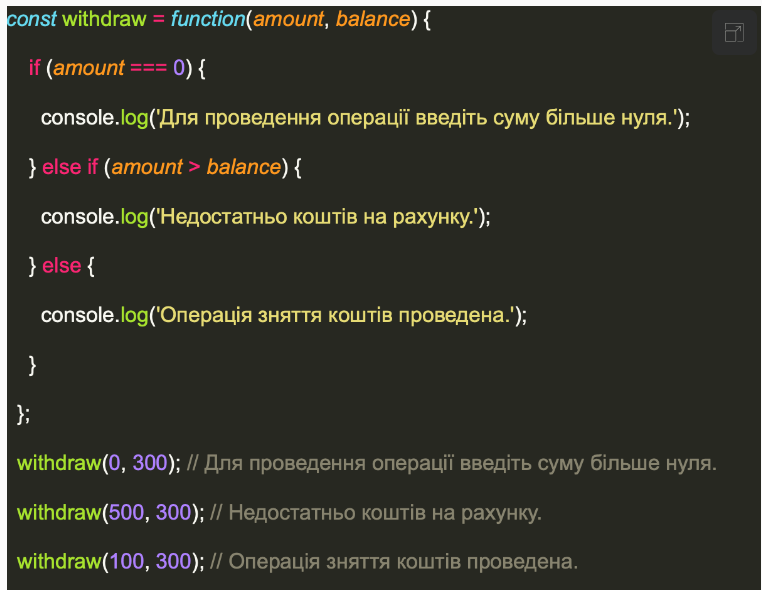 const withdraw = function(amount, balance) {
if (amount === 0) {
console.log('Для проведення операції введіть суму більше нуля.');
} else if (amount > balance) {
console.log('Недостатньо коштів на рахунку.');
} else {
console.log('Операція зняття коштів проведена.');
}
};
withdraw(0, 300); // Для проведення операції введіть суму більше нуля.
withdraw(500, 300); // Недостатньо коштів на рахунку.
withdraw(100, 300); // Операція зняття коштів проведена.